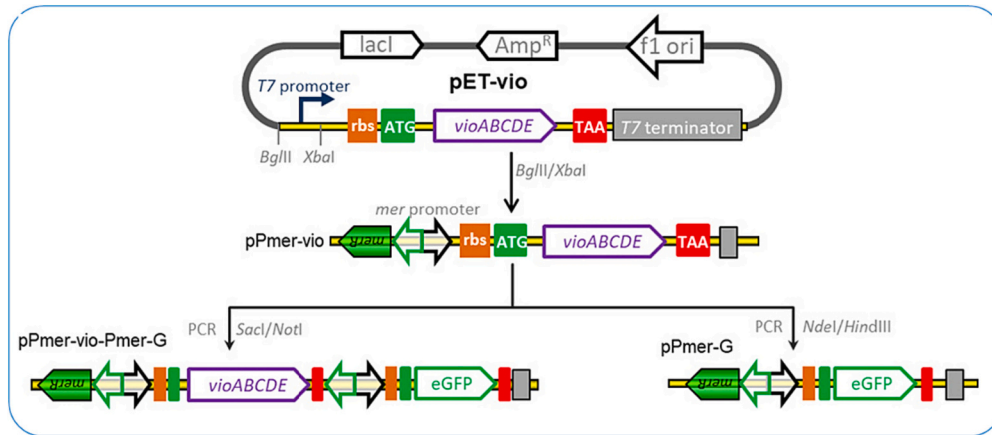 lacI
Amp^R
f1 ori
T7 promoter
pET-vio
rbs ATG vioABCDE TAA T7 terminator
BglII XbaI
BglII/XbaI
mer promoter
pPmer-vio merR rbs ATG vioABCDE TAA
PCR SacI/NotI
PCR NdeI/HindIII
pPmer-vio-Pmer-G
pPmer-G
merR vioABCDE eGFP
merR eGFP